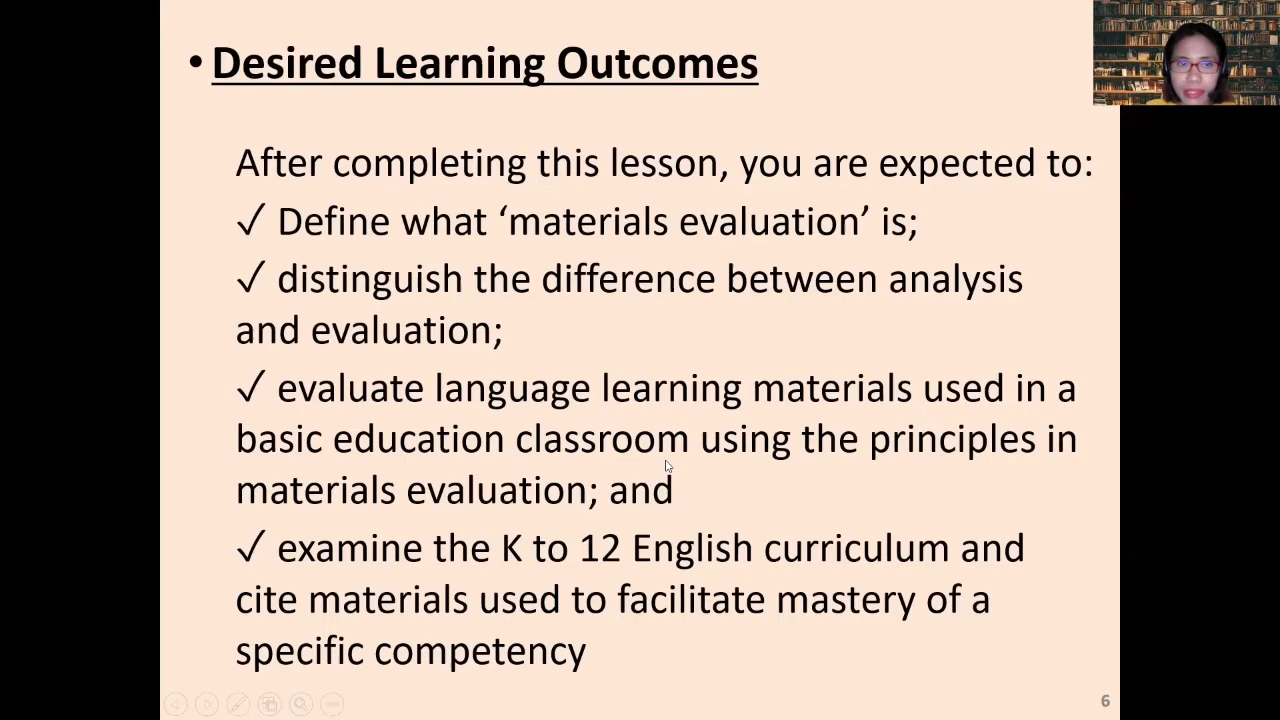 • Desired Learning Outcomes
After completing this lesson, you are expected to:
✓ Define what ‘materials evaluation’ is;
✓ distinguish the difference between analysis
and evaluation;
✓ evaluate language learning materials used in a
basic education classroom using the principles in
materials evaluation; and
✓ examine the K to 12 English curriculum and
cite materials used to facilitate mastery of a
specific competency
6